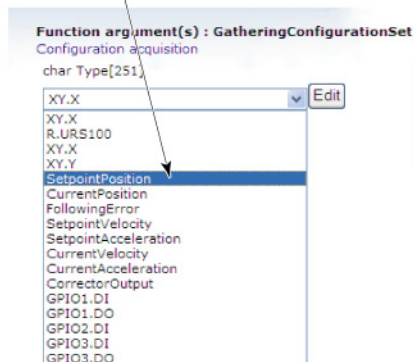 Function argument(s) : GatheringConfigurationSet
Configuration acquisition
char Type[251]
XY.X
Edit
XY.X
R.URS100
XY.X
XY.Y
SetpointPosition
CurrentPosition
FollowingError
SetpointVelocity
SetpointAcceleration
CurrentVelocity
CurrentAcceleration
CorrectorOutput
GPIO1.DI
GPIO1.DO
GPIO2.DI
GPIO3.DI
GPIO3.DO